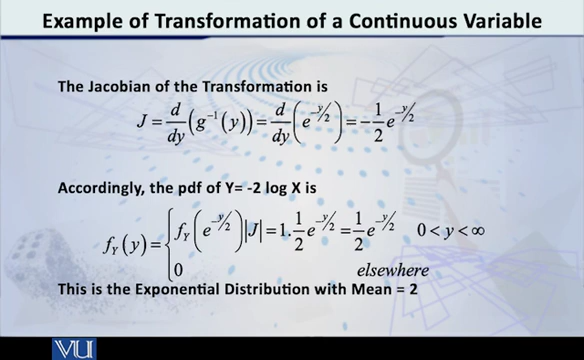 Example of Transformation of a Continuous Variable
The Jacobian of the Transformation is
J = d/dy (g⁻¹(y)) = d/dy (e^(-y/2)) = -1/2 e^(-y/2)
Accordingly, the pdf of Y= -2 log X is
f_Y(y) = { f_Y(e^(-y/2)) |J| = 1. 1/2 e^(-y/2) = 1/2 e^(-y/2)   0 < y < ∞
0   elsewhere
This is the Exponential Distribution with Mean = 2
VU